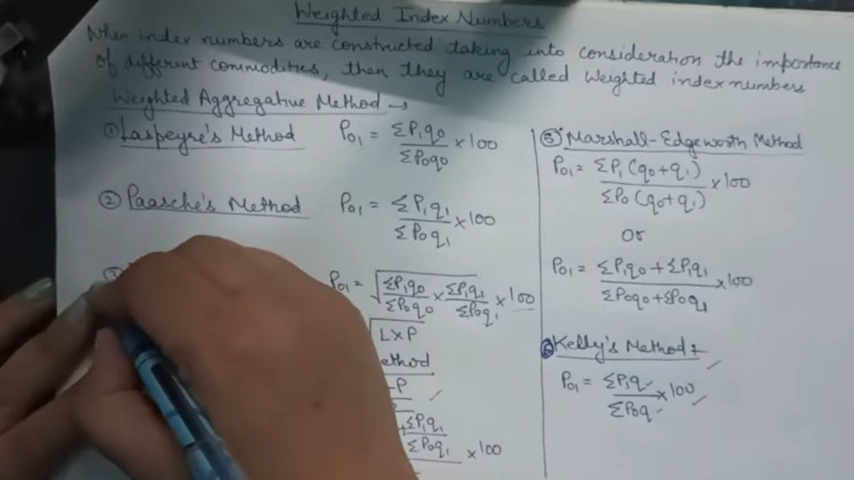 Weighted Index Numbers
When index numbers are constructed taking into consideration the importance
of different commodities, then they are called Weighted index numbers
Weighted Aggregative Method →
① Laspeyre's Method P₀₁ = ΣP₁q₀ / ΣP₀q₀ × 100
② Paasche's Method P₀₁ = ΣP₁q₁ / ΣP₀q₁ × 100
③ P₀₁ = √(ΣP₁q₀ / ΣP₀q₀ × ΣP₁q₁ / ΣP₀q₁) × 100
√L×P
ethod
-P
+ ΣP₁q₁ / ΣP₀q₁ × 100
⑤ Marshall-Edgeworth Method
P₀₁ = ΣP₁(q₀+q₁) / ΣP₀(q₀+q₁) × 100
Or
P₀₁ = ΣP₁q₀ + ΣP₁q₁ / ΣP₀q₀ + ΣP₀q₁ × 100
⑥ Kelly's Method
P₀₁ = ΣP₁q / ΣP₀q × 100